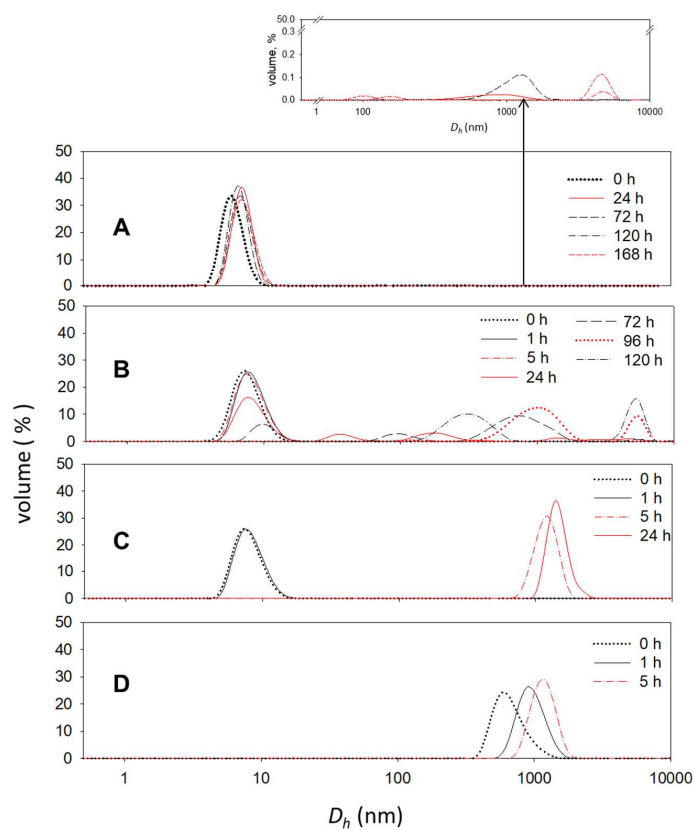 50.0
0.3
0.2
0.1
0.0
volume, %
1 100 1000 10000
Dh (nm)
50
40
30
20
10
0
A
0 h
24 h
72 h
120 h
168 h
50
40
30
20
10
0
B
0 h
1 h
5 h
24 h
72 h
96 h
120 h
volume ( % )
50
40
30
20
10
0
C
0 h
1 h
5 h
24 h
50
40
30
20
10
0
D
0 h
1 h
5 h
1 10 100 1000 10000
Dh (nm)